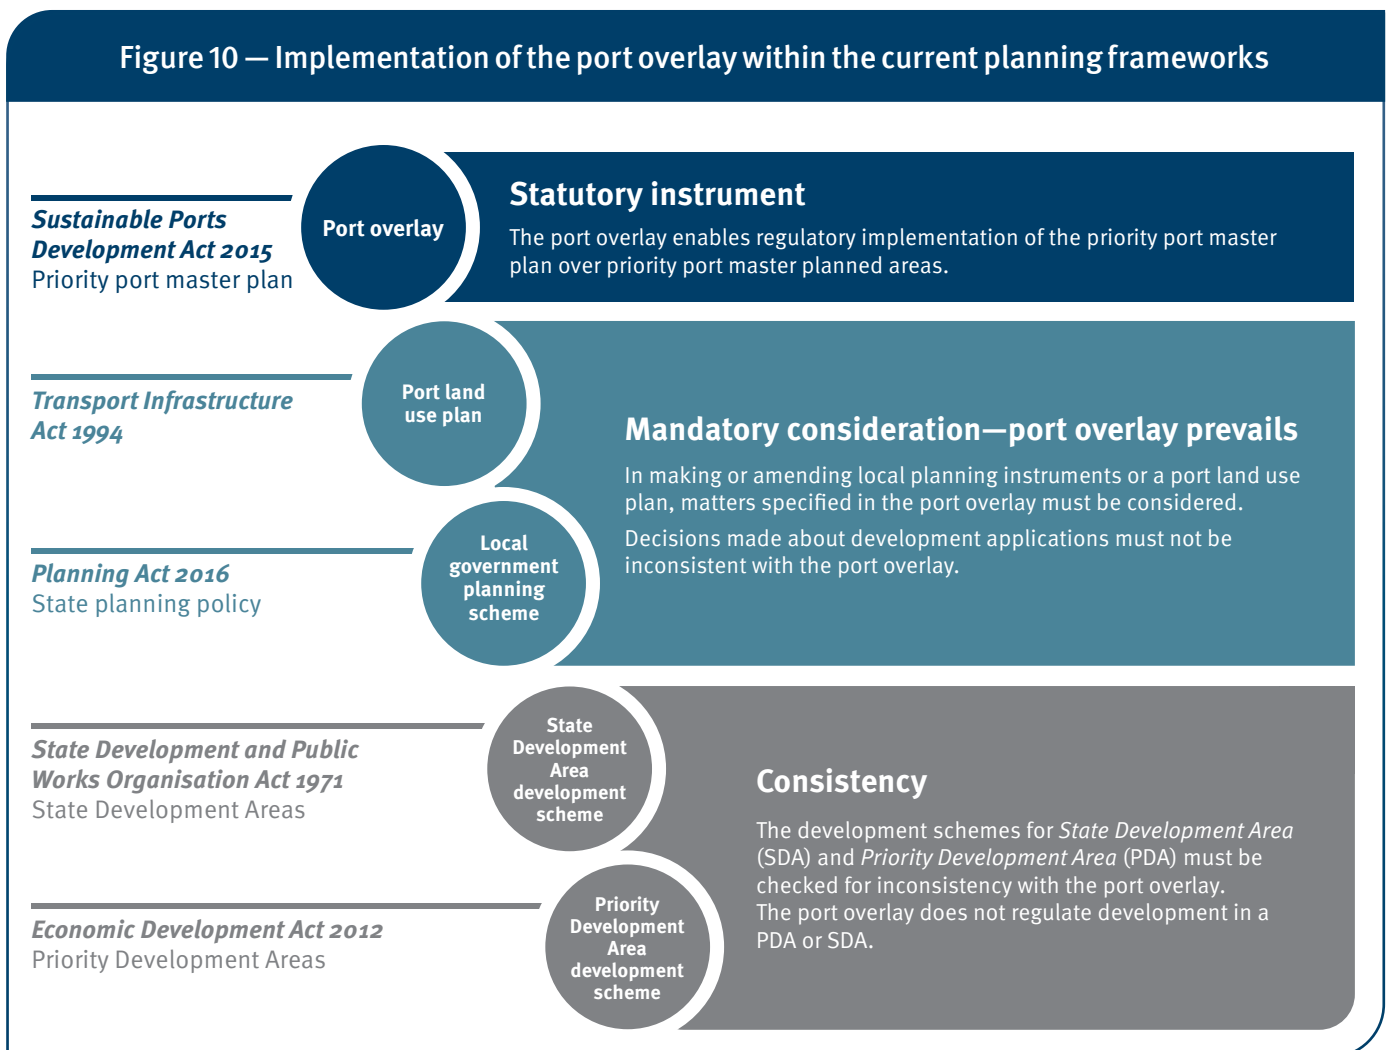 Figure 10 — Implementation of the port overlay within the current planning frameworks
Sustainable Ports
Development Act 2015
Priority port master plan
Port overlay
Statutory instrument
The port overlay enables regulatory implementation of the priority port master
plan over priority port master planned areas.
Transport Infrastructure
Act 1994
Port land
use plan
Mandatory consideration—port overlay prevails
In making or amending local planning instruments or a port land use
plan, matters specified in the port overlay must be considered.
Decisions made about development applications must not be
inconsistent with the port overlay.
Planning Act 2016
State planning policy
Local
government
planning
scheme
State Development and Public
Works Organisation Act 1971
State Development Areas
State
Development
Area
development
scheme
Consistency
The development schemes for State Development Area
(SDA) and Priority Development Area (PDA) must be
checked for inconsistency with the port overlay.
The port overlay does not regulate development in a
PDA or SDA.
Economic Development Act 2012
Priority Development Areas
Priority
Development
Area
development
scheme